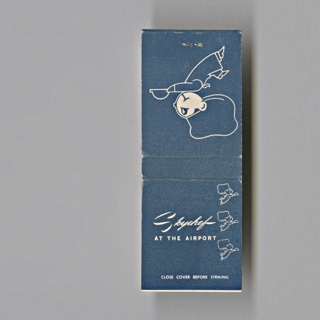 Skychef
AT THE AIRPORT
CLOSE COVER BEFORE STRIKING